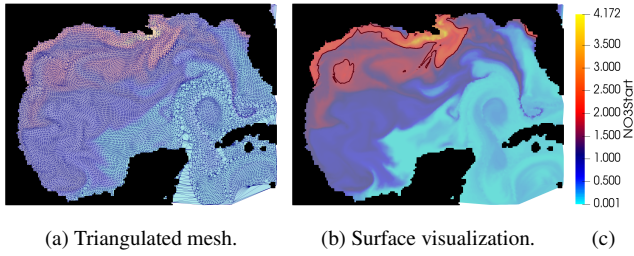 4.172
3.500
3.000
2.500
2.000
1.500
1.000
0.500
0.001
NO3Start
(a) Triangulated mesh.
(b) Surface visualization.
(c)